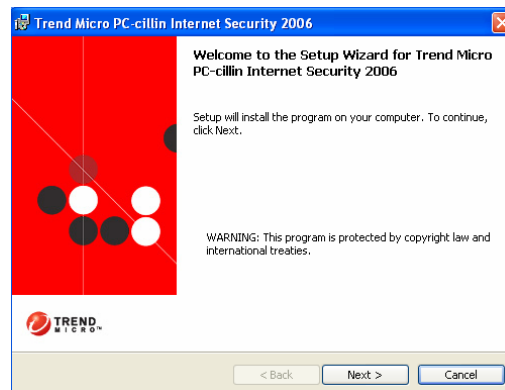 Trend Micro PC-cillin Internet Security 2006
Welcome to the Setup Wizard for Trend Micro
PC-cillin Internet Security 2006
Setup will install the program on your computer. To continue,
click Next.
WARNING: This program is protected by copyright law and
international treaties.
TREND
MICRO™
< Back
Next >
Cancel